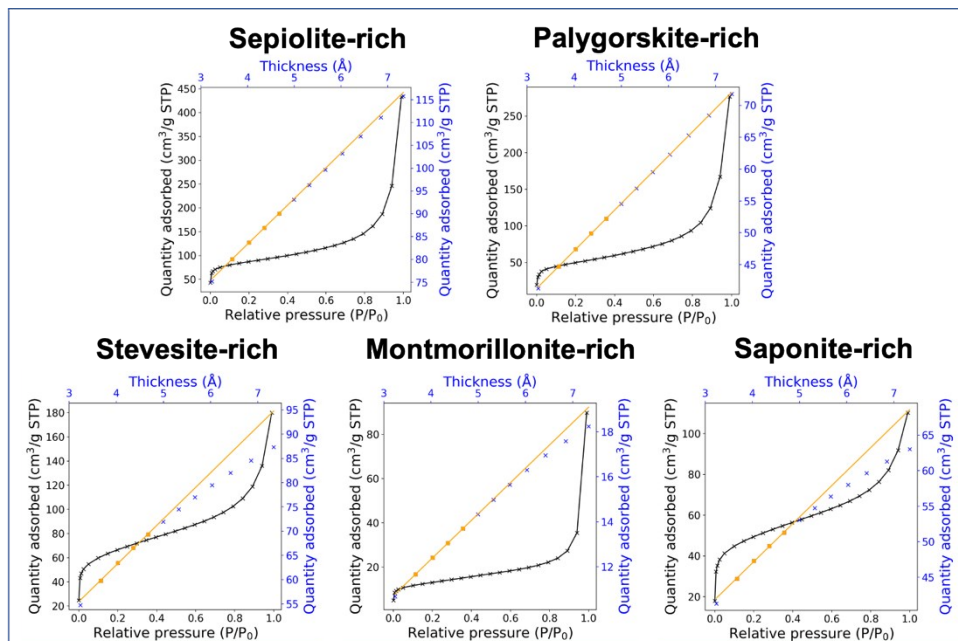 Sepiolite-rich
Thickness (Å)
3 4 5 6 7
450
400
350
300
250
200
150
100
50
Quantity adsorbed (cm³/g STP)
115
110
105
100
95
90
85
80
75
Quantity adsorbed (cm³/g STP)
0.0 0.2 0.4 0.6 0.8 1.0
Relative pressure (P/P₀)
Palygorskite-rich
Thickness (Å)
3 4 5 6 7
250
200
150
100
50
Quantity adsorbed (cm³/g STP)
70
65
60
55
50
45
Quantity adsorbed (cm³/g STP)
0.0 0.2 0.4 0.6 0.8 1.0
Relative pressure (P/P₀)
Stevesite-rich
Thickness (Å)
3 4 5 6 7
180
160
140
120
100
80
60
40
20
Quantity adsorbed (cm³/g STP)
95
90
85
80
75
70
65
60
55
Quantity adsorbed (cm³/g STP)
0.0 0.2 0.4 0.6 0.8 1.0
Relative pressure (P/P₀)
Montmorillonite-rich
Thickness (Å)
3 4 5 6 7
80
60
40
20
Quantity adsorbed (cm³/g STP)
18
16
14
12
Quantity adsorbed (cm³/g STP)
0.0 0.2 0.4 0.6 0.8 1.0
Relative pressure (P/P₀)
Saponite-rich
Thickness (Å)
3 4 5 6 7
100
80
60
40
20
Quantity adsorbed (cm³/g STP)
65
60
55
50
45
Quantity adsorbed (cm³/g STP)
0.0 0.2 0.4 0.6 0.8 1.0
Relative pressure (P/P₀)